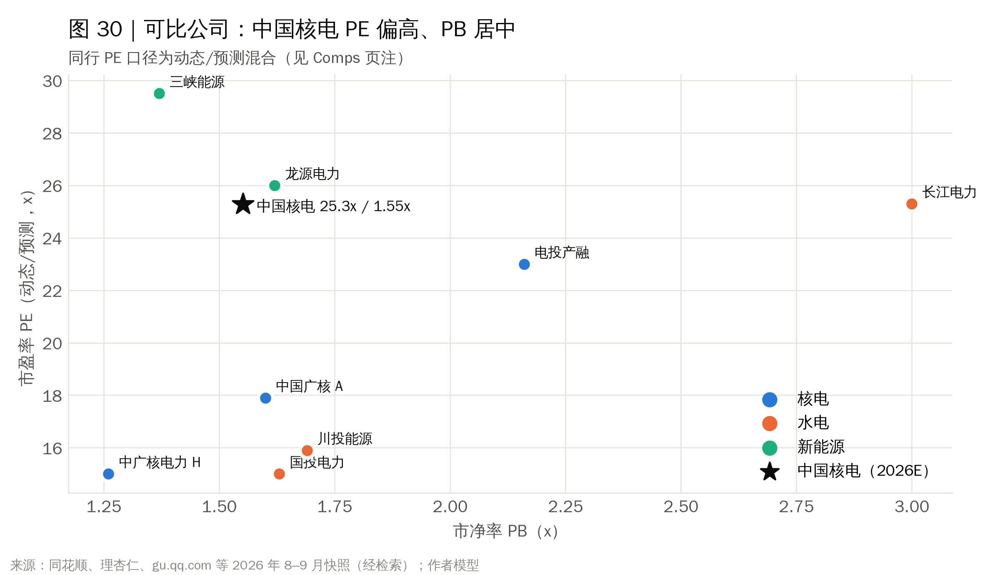 图 30｜可比公司：中国核电 PE 偏高、PB 居中
同行 PE 口径为动态/预测混合（见 Comps 页注）
市盈率 PE（动态/预测，x）
30
28
26
24
22
20
18
16
三峡能源
龙源电力
中国核电 25.3x / 1.55x
长江电力
电投产融
中国广核 A
川投能源
中广核电力 H
国投电力
核电
水电
新能源
中国核电（2026E）
1.25
1.50
1.75
2.00
2.25
2.50
2.75
3.00
市净率 PB（x）
来源：同花顺、理杏仁、gu.qq.com 等 2026 年 8–9 月快照（经检索）；作者模型